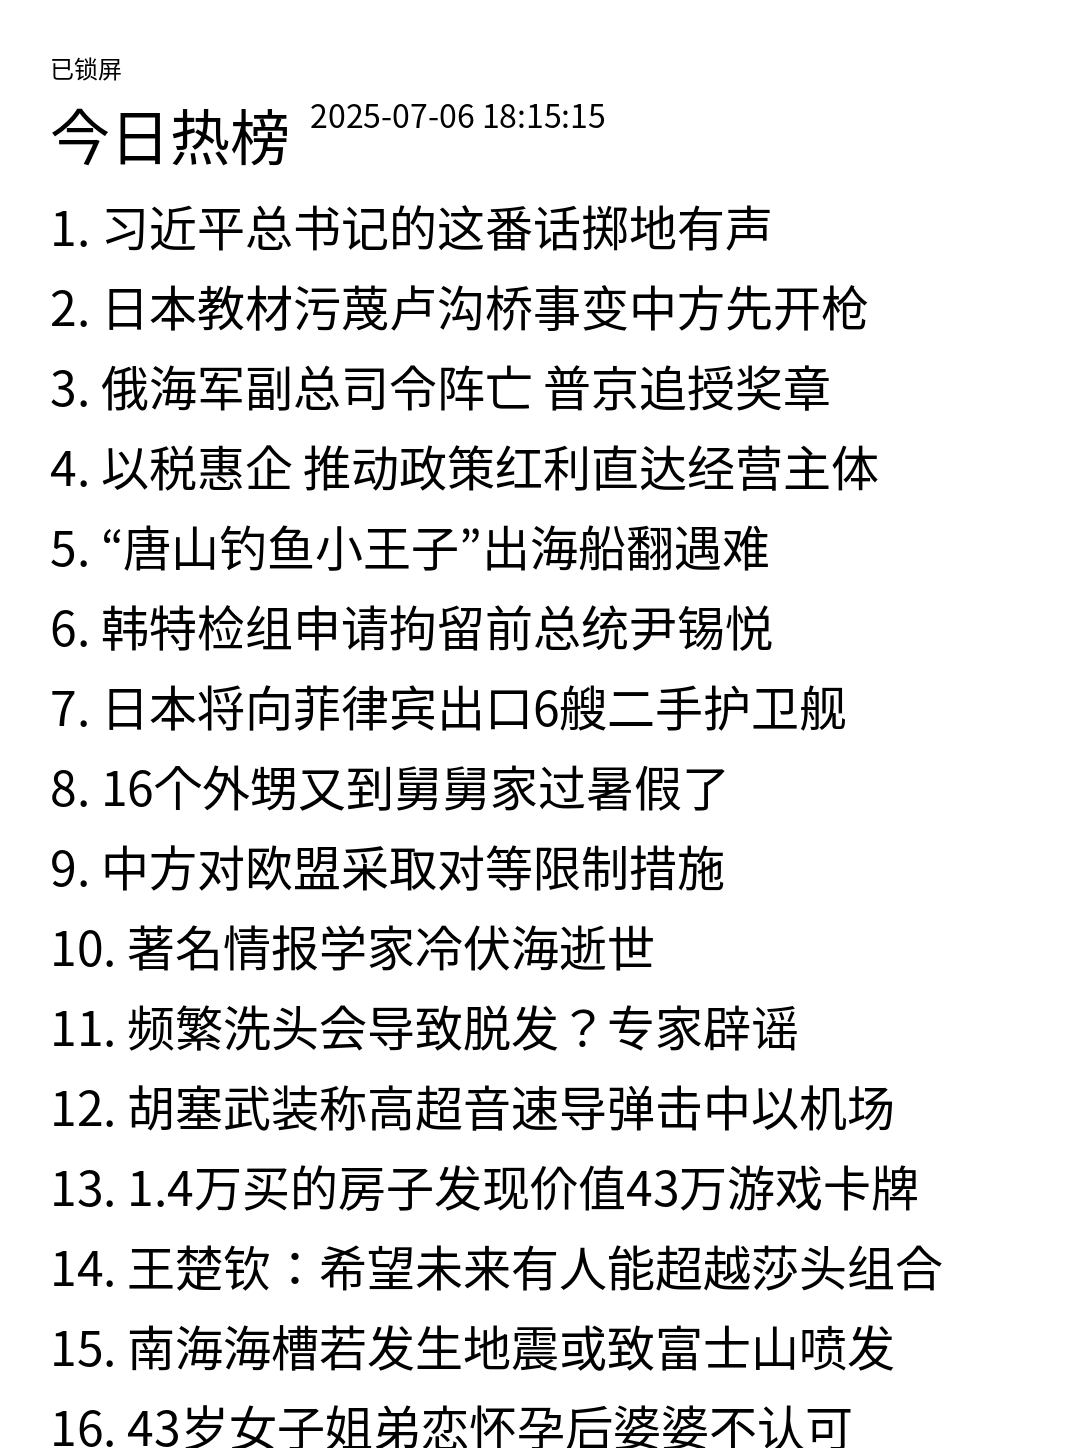 已锁屏
今日热榜 2025-07-06 18:15:15
1. 习近平总书记的这番话掷地有声
2. 日本教材污蔑卢沟桥事变中方先开枪
3. 俄海军副总司令阵亡 普京追授奖章
4. 以税惠企 推动政策红利直达经营主体
5. “唐山钓鱼小王子”出海船翻遇难
6. 韩特检组申请拘留前总统尹锡悦
7. 日本将向菲律宾出口6艘二手护卫舰
8. 16个外甥又到舅舅家过暑假了
9. 中方对欧盟采取对等限制措施
10. 著名情报学家冷伏海逝世
11. 频繁洗头会导致脱发？专家辟谣
12. 胡塞武装称高超音速导弹击中以机场
13. 1.4万买的房子发现价值43万游戏卡牌
14. 王楚钦：希望未来有人能超越莎头组合
15. 南海海槽若发生地震或致富士山喷发
16. 43岁女子姐弟恋怀孕后婆婆不认可